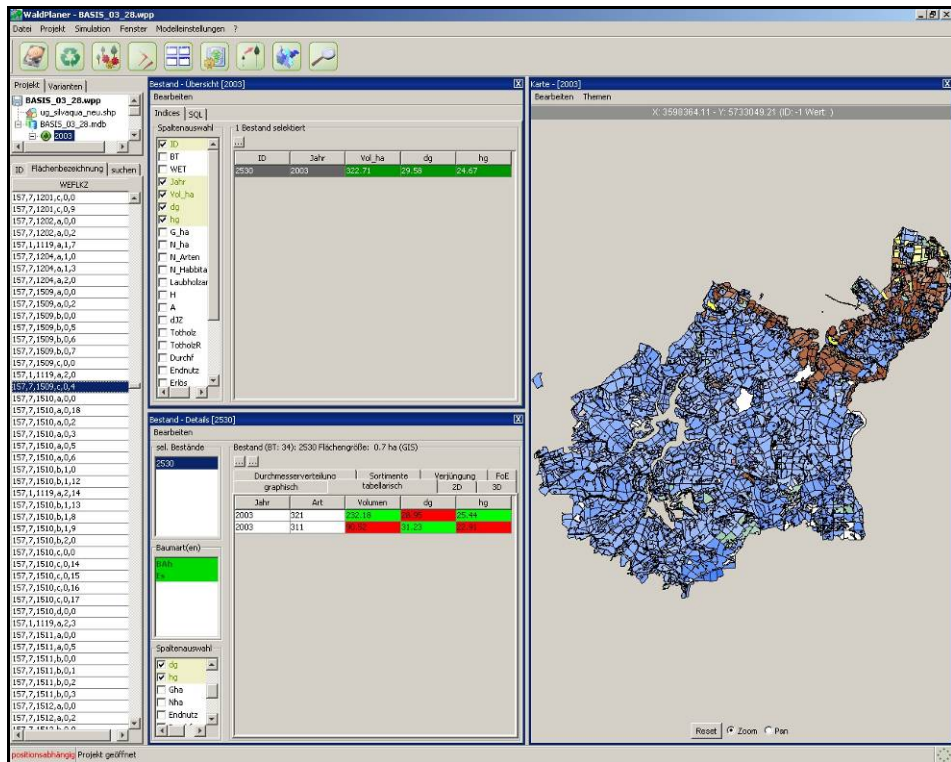 WaldPlaner - BASIS_03_28.wpp
Datei Projekt Simulation Fenster Modelleinstellungen ?
Projekt Varianten
BASIS_03_28.wpp
ug_silvaqua_neu.shp
BASIS_03_28.mdb
2003
ID Flächenbezeichnung suchen
WEFLKZ
157,7,1201,c,0,0
157,7,1201,c,0,9
157,7,1202,a,0,0
157,7,1202,a,0,2
157,1,1119,a,1,7
157,7,1204,a,1,0
157,7,1204,a,1,3
157,7,1204,a,2,0
157,7,1509,a,0,0
157,7,1509,a,0,2
157,7,1509,b,0,0
157,7,1509,b,0,5
157,7,1509,b,0,6
157,7,1509,b,0,7
157,7,1509,c,0,0
157,1,1119,a,2,0
157,7,1509,c,0,4
157,7,1510,a,0,0
157,7,1510,a,0,18
157,7,1510,a,0,2
157,7,1510,a,0,3
157,7,1510,a,0,5
157,7,1510,a,0,6
157,7,1510,b,1,0
157,7,1510,b,1,12
157,1,1119,a,2,14
157,7,1510,b,1,13
157,7,1510,b,1,8
157,7,1510,b,1,9
157,7,1510,b,2,0
157,7,1510,c,0,0
157,7,1510,c,0,14
157,7,1510,c,0,15
157,7,1510,c,0,16
157,7,1510,c,0,17
157,7,1510,d,0,0
157,1,1119,a,2,3
157,7,1511,a,0,0
157,7,1511,a,0,5
157,7,1511,b,0,0
157,7,1511,b,0,1
157,7,1511,b,0,2
157,7,1511,b,0,3
157,7,1512,a,0,0
157,7,1512,a,0,2
157,7,1512,b,0,0
Bestand - Übersicht [2003]
Bearbeiten
Indices SQL
Spaltenauswahl
ID
BT
WET
Jahr
Vol_ha
dg
hg
G_ha
N_ha
N_Arten
N_Habbita
Laubholzar
H
A
dJZ
Totholz
TotholzR
Durchf
Endnutz
Erlös
1 Bestand selektiert
...
ID Jahr Vol_ha dg hg
2530 2003 322.71 29.58 24.67
Bestand - Details [2530]
Bearbeiten
sel. Bestände
2530
Baumart(en)
BAh
Es
Spaltenauswahl
dg
hg
Gha
Nha
Endnutz
Bestand (BT: 34): 2530 Flächengröße: 0.7 ha (GIS)
... ...
Durchmesserverteilung Sortimente Verjüngung FoE
graphisch tabellarisch 2D 3D
Jahr Art Volumen dg hg
2003 321 232.18 28.95 25.44
2003 311 90.52 31.23 22.91
Karte - [2003]
Bearbeiten Themen
X: 3598364.11 - Y: 5733049.21 (ID: -1 Wert: )
Reset Zoom Pan
positionsabhängig Projekt geöffnet